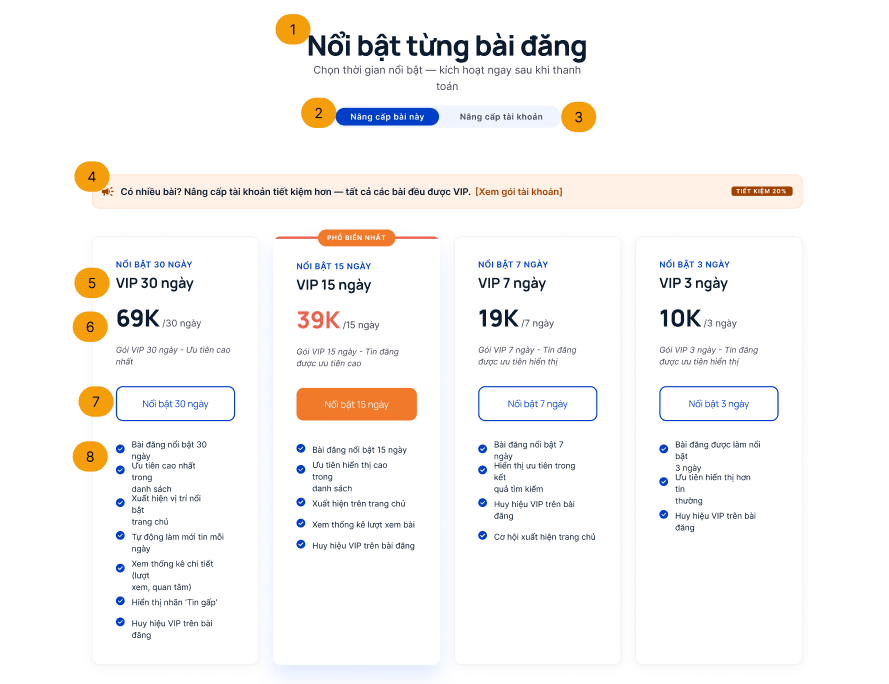 1
Nổi bật từng bài đăng
Chọn thời gian nổi bật — kích hoạt ngay sau khi thanh
toán
2
Nâng cấp bài này
Nâng cấp tài khoản
3
4
Có nhiều bài? Nâng cấp tài khoản tiết kiệm hơn — tất cả các bài đều được VIP. [Xem gói tài khoản]
TIẾT KIỆM 20%
5
6
7
8
NỔI BẬT 30 NGÀY
VIP 30 ngày
69K /30 ngày
Gói VIP 30 ngày - Ưu tiên cao
nhất
Nổi bật 30 ngày
Bài đăng nổi bật 30
ngày
Ưu tiên cao nhất
trong
danh sách
Xuất hiện vị trí nổi
bật
trang chủ
Tự động làm mới tin mỗi
ngày
Xem thống kê chi tiết
(lượt
xem, quan tâm)
Hiển thị nhãn 'Tin gấp'
Huy hiệu VIP trên bài
đăng
PHỔ BIẾN NHẤT
NỔI BẬT 15 NGÀY
VIP 15 ngày
39K /15 ngày
Gói VIP 15 ngày - Tin đăng
được ưu tiên cao
Nổi bật 15 ngày
Bài đăng nổi bật 15 ngày
Ưu tiên hiển thị cao
trong
danh sách
Xuất hiện trên trang chủ
Xem thống kê lượt xem bài
Huy hiệu VIP trên bài đăng
NỔI BẬT 7 NGÀY
VIP 7 ngày
19K /7 ngày
Gói VIP 7 ngày - Tin đăng
được ưu tiên hiển thị
Nổi bật 7 ngày
Bài đăng nổi bật 7
ngày
Hiển thị ưu tiên trong
kết
quả tìm kiếm
Huy hiệu VIP trên bài
đăng
Cơ hội xuất hiện trang chủ
NỔI BẬT 3 NGÀY
VIP 3 ngày
10K /3 ngày
Gói VIP 3 ngày - Tin đăng
được ưu tiên hiển thị
Nổi bật 3 ngày
Bài đăng được làm nổi
bật
3 ngày
Ưu tiên hiển thị hơn
tin
thường
Huy hiệu VIP trên bài
đăng